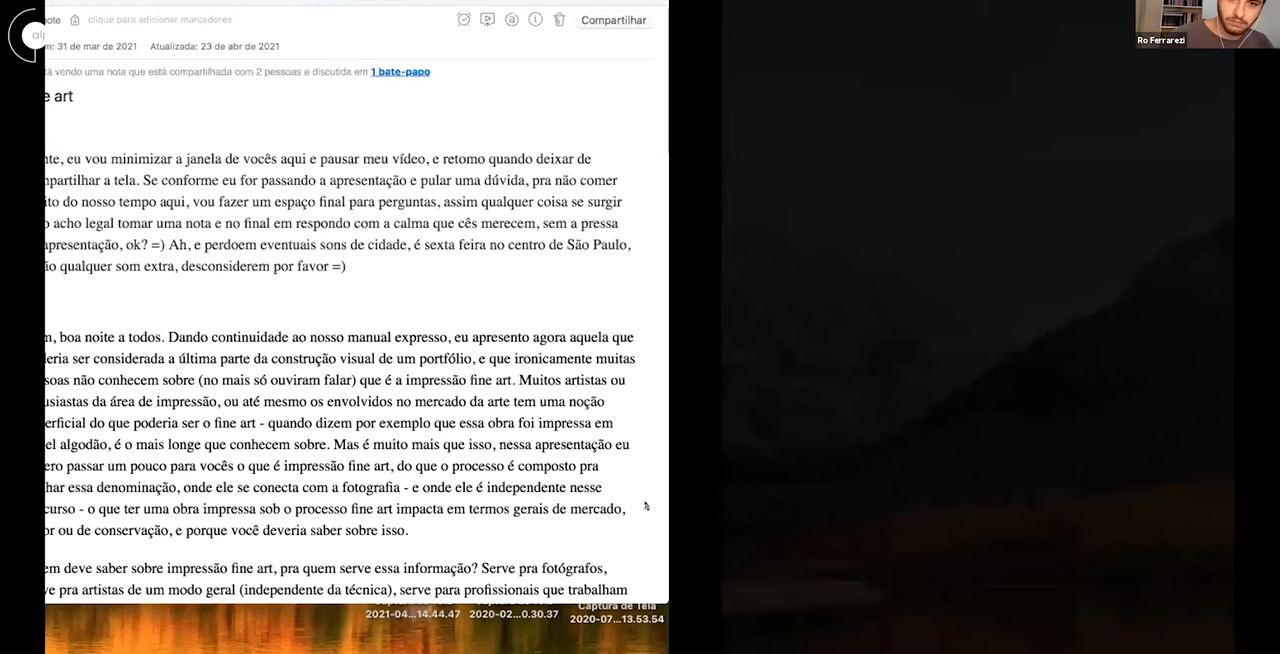 note clique para adicionar marcadores Compartilhar
m: 31 de mar de 2021 Atualizada: 23 de abr de 2021
tá vendo uma nota que está compartilhada com 2 pessoas e discutida em 1 bate-papo
e art
nte, eu vou minimizar a janela de vocês aqui e pausar meu vídeo, e retomo quando deixar de
mpartilhar a tela. Se conforme eu for passando a apresentação e pular uma dúvida, pra não comer
ito do nosso tempo aqui, vou fazer um espaço final para perguntas, assim qualquer coisa se surgir
o acho legal tomar uma nota e no final em respondo com a calma que cês merecem, sem a pressa
apresentação, ok? =) Ah, e perdoem eventuais sons de cidade, é sexta feira no centro de São Paulo,
ão qualquer som extra, desconsiderem por favor =)
m, boa noite a todos. Dando continuidade ao nosso manual expresso, eu apresento agora aquela que
deria ser considerada a última parte da construção visual de um portfólio, e que ironicamente muitas
soas não conhecem sobre (no mais só ouviram falar) que é a impressão fine art. Muitos artistas ou
usiastas da área de impressão, ou até mesmo os envolvidos no mercado da arte tem uma noção
erficial do que poderia ser o fine art - quando dizem por exemplo que essa obra foi impressa em
el algodão, é o mais longe que conhecem sobre. Mas é muito mais que isso, nessa apresentação eu
ero passar um pouco para vocês o que é impressão fine art, do que o processo é composto pra
har essa denominação, onde ele se conecta com a fotografia - e onde ele é independente nesse
curso - o que ter uma obra impressa sob o processo fine art impacta em termos gerais de mercado,
or ou de conservação, e porque você deveria saber sobre isso.
em deve saber sobre impressão fine art, pra quem serve essa informação? Serve pra fotógrafos,
ve pra artistas de um modo geral (independente da técnica), serve para profissionais que trabalham
Captura de Tela
2021-04...14.44.47 2020-02...0.30.37 2020-07...13.53.54
Ro Ferrarezi